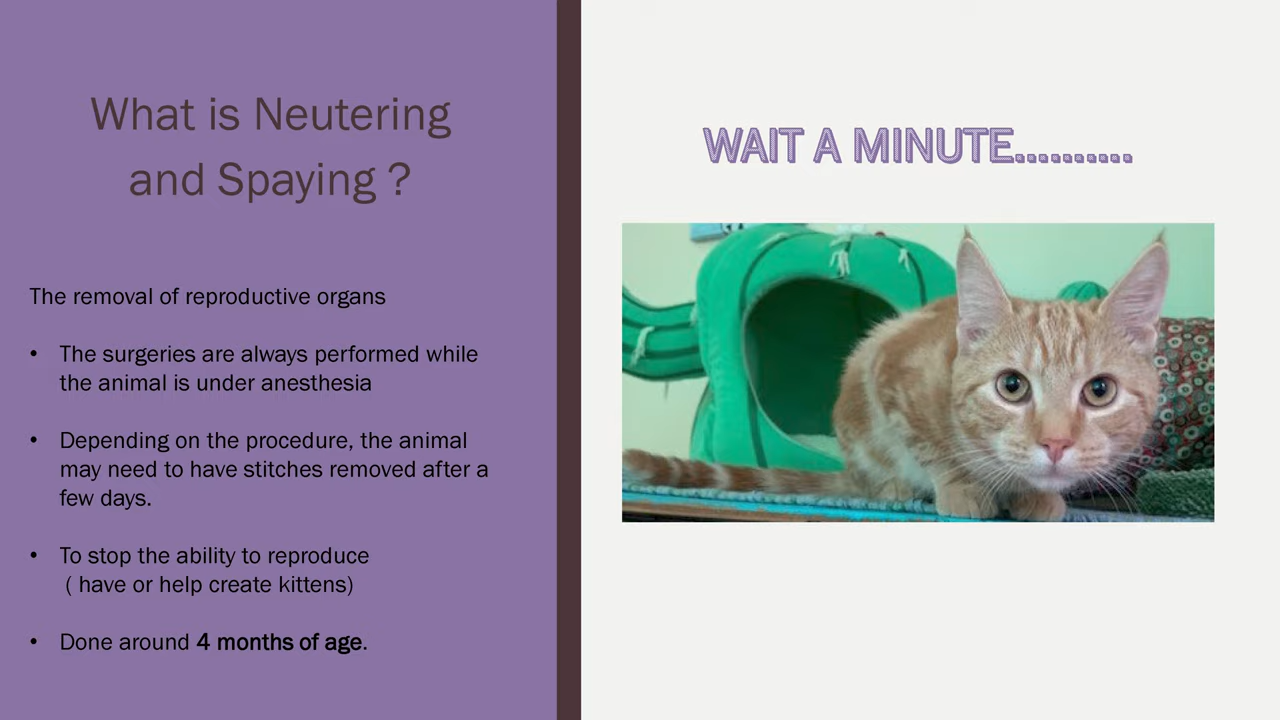 What is Neutering
and Spaying ?
The removal of reproductive organs
• The surgeries are always performed while
the animal is under anesthesia
• Depending on the procedure, the animal
may need to have stitches removed after a
few days.
• To stop the ability to reproduce
( have or help create kittens)
• Done around 4 months of age.
WAIT A MINUTE..........